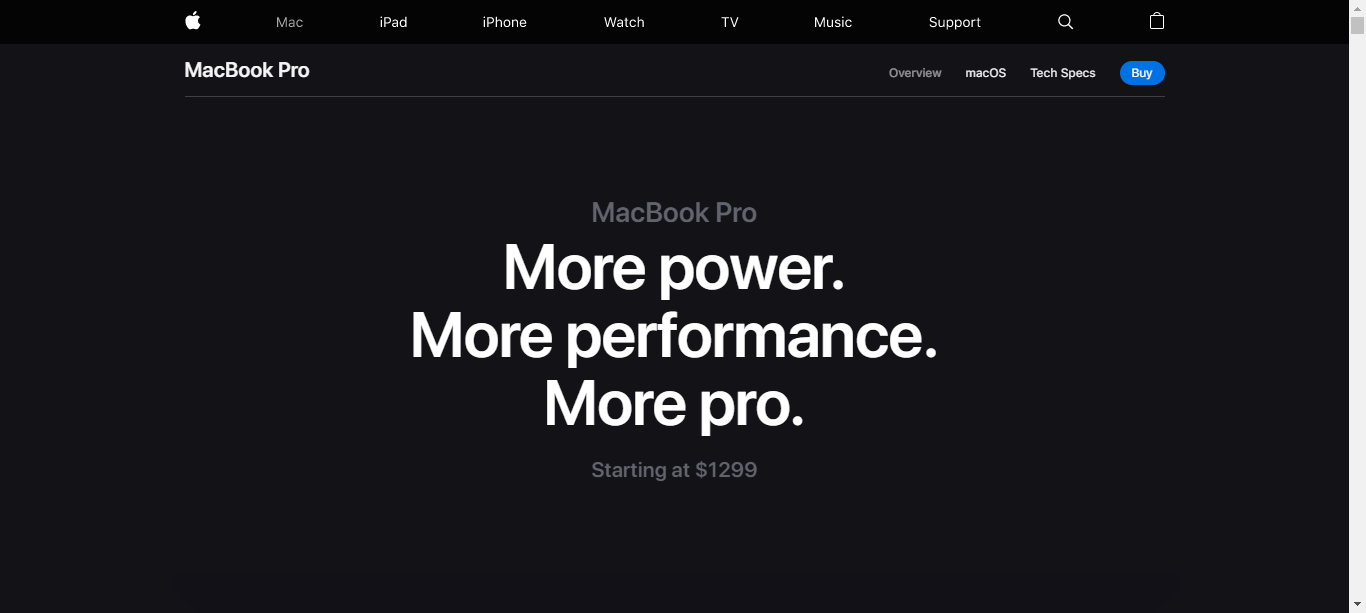 Mac iPad iPhone Watch TV Music Support
MacBook Pro
Overview macOS Tech Specs Buy
MacBook Pro
More power.
More performance.
More pro.
Starting at $1299